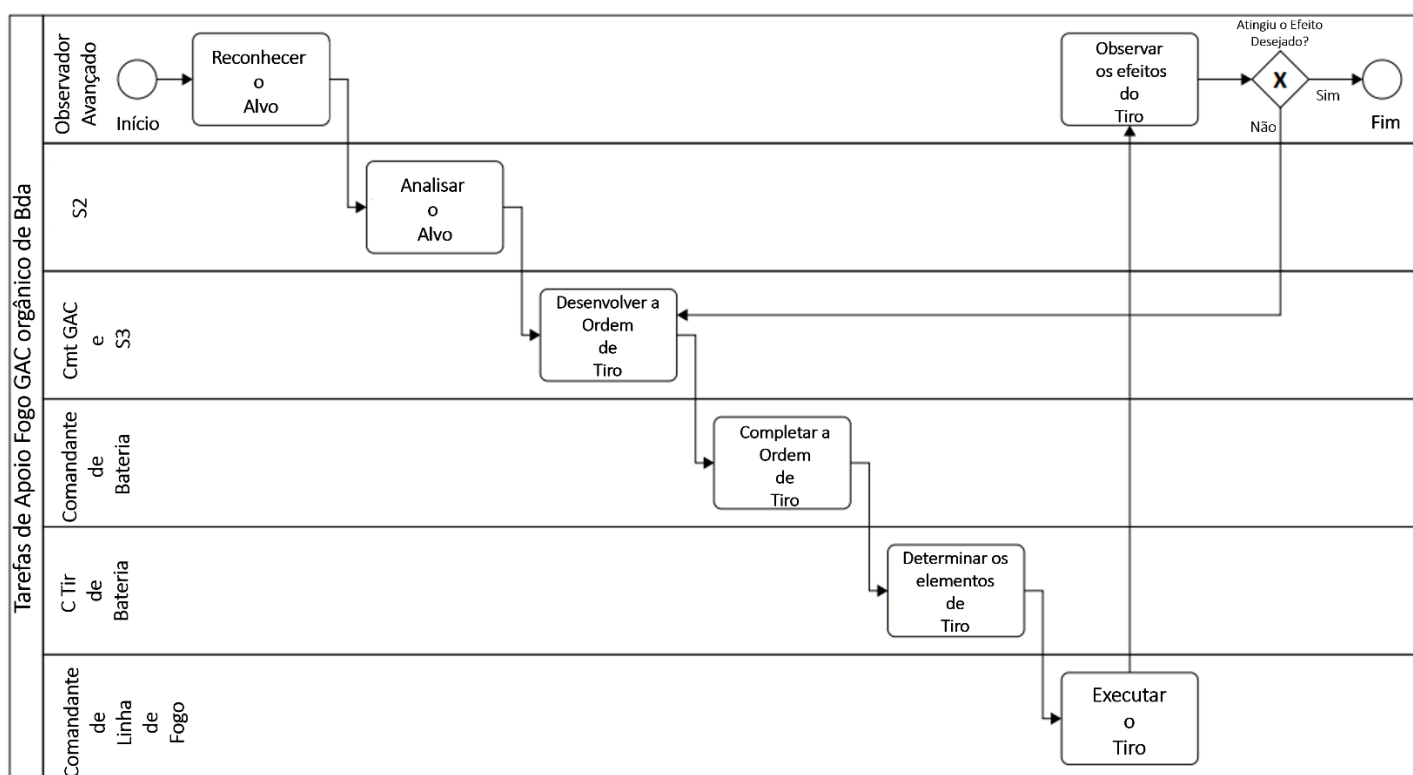 Tarefas de Apoio Fogo GAC orgânico de Bda
Observador
Avançado
Início
Reconhecer
o
Alvo
Observar
os efeitos
do
Tiro
Atingiu o Efeito
Desejado?
X
Sim
Não
Fim
S2
Analisar
o
Alvo
Cmt GAC
e
S3
Desenvolver a
Ordem
de
Tiro
Comandante
de
Bateria
Completar a
Ordem
de
Tiro
C Tir
de
Bateria
Determinar os
elementos
de
Tiro
Comandante
de
Linha
de
Fogo
Executar
o
Tiro